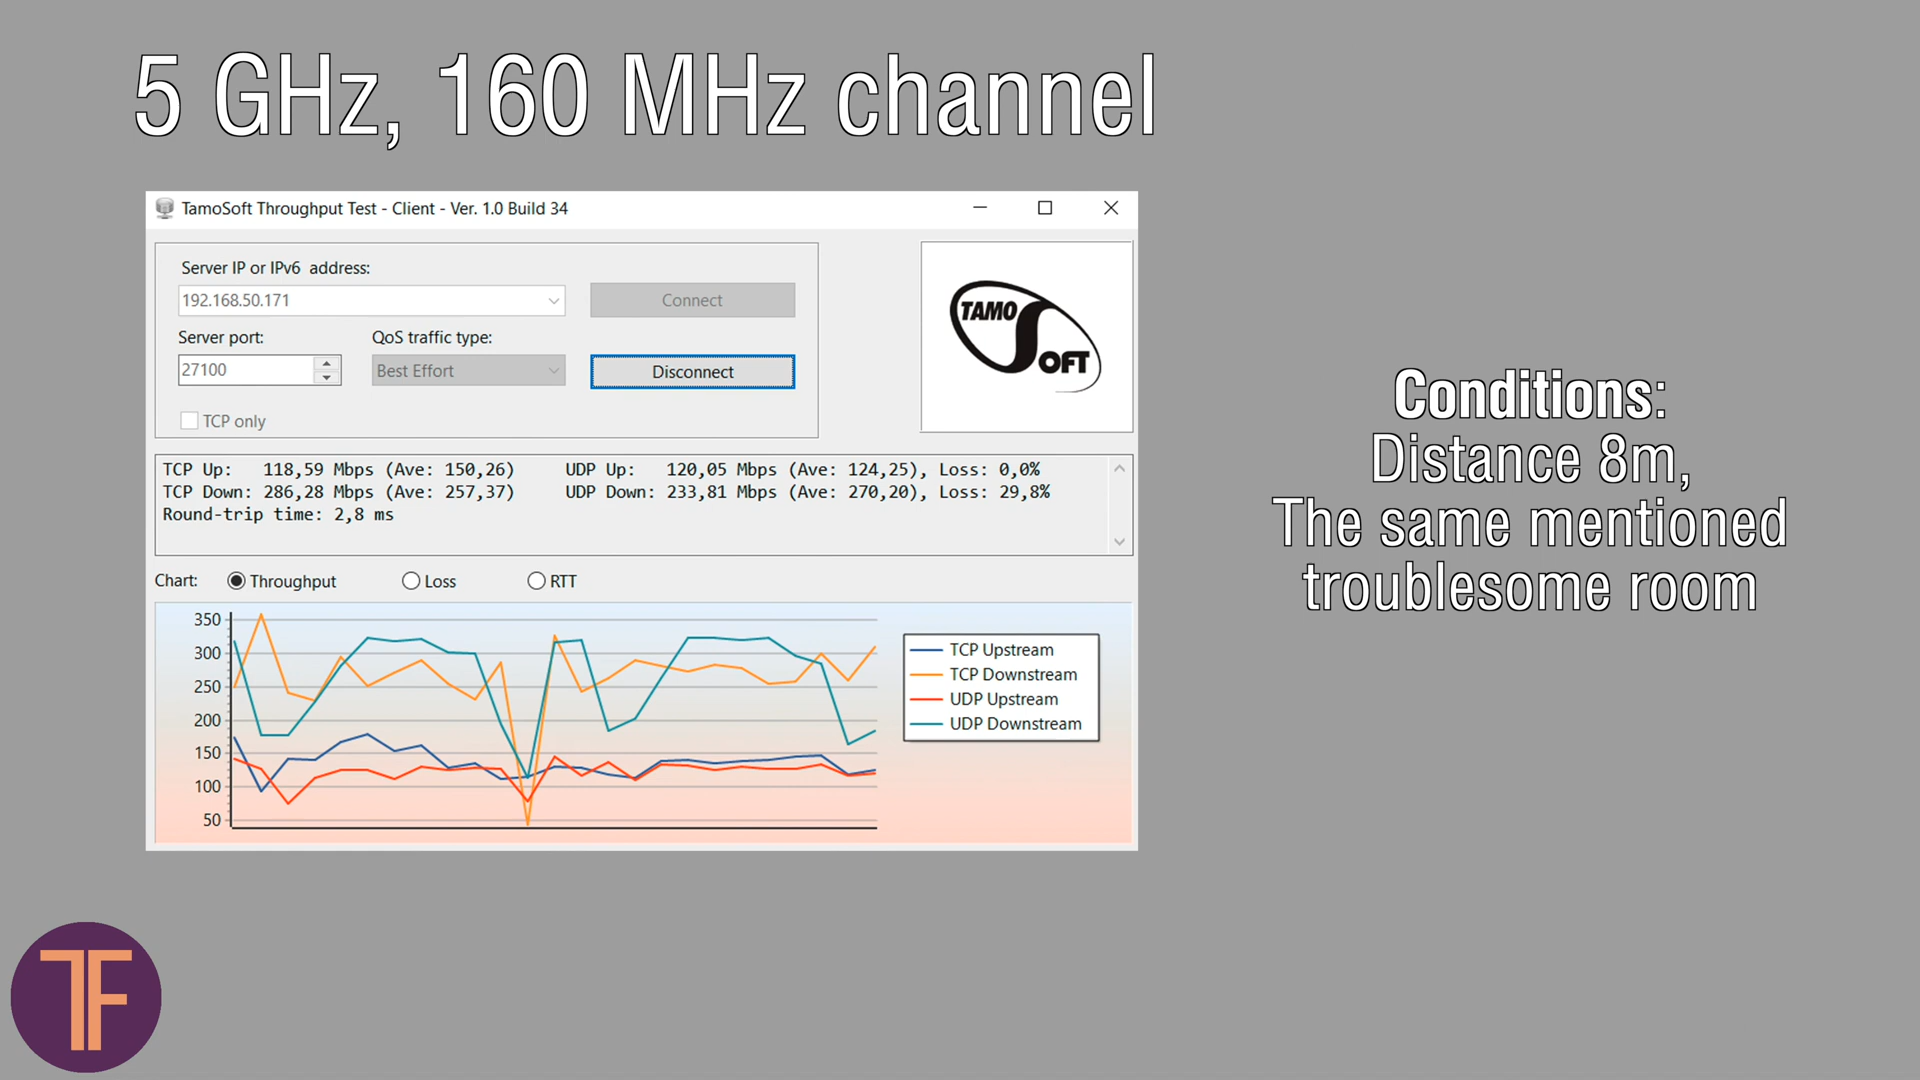 5 GHz, 160 MHz channel
TamoSoft Throughput Test - Client - Ver. 1.0 Build 34
Server IP or IPv6 address:
192.168.50.171
Connect
Server port:
QoS traffic type:
27100
Best Effort
Disconnect
TCP only
TAMO
SOFT
TCP Up: 118,59 Mbps (Ave: 150,26) UDP Up: 120,05 Mbps (Ave: 124,25), Loss: 0,0%
TCP Down: 286,28 Mbps (Ave: 257,37) UDP Down: 233,81 Mbps (Ave: 270,20), Loss: 29,8%
Round-trip time: 2,8 ms
Chart: Throughput Loss RTT
350
300
250
200
150
100
50
TCP Upstream
TCP Downstream
UDP Upstream
UDP Downstream
Conditions:
Distance 8m,
The same mentioned
troublesome room
TF